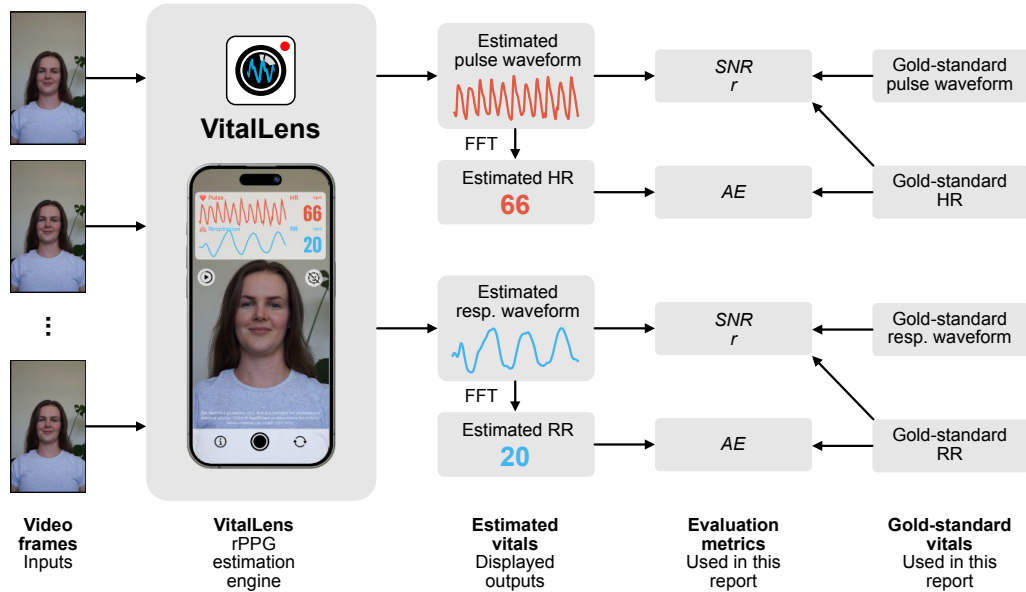 VitalLens
Pulse
HR
bpm
66
Respiration
RR
20
Estimated
pulse waveform
FFT
Estimated HR
66
Estimated
resp. waveform
FFT
Estimated RR
20
SNR
r
AE
SNR
r
AE
Gold-standard
pulse waveform
Gold-standard
HR
Gold-standard
resp. waveform
Gold-standard
RR
Video
frames
Inputs
VitalLens
rPPG
estimation
engine
Estimated
vitals
Displayed
outputs
Evaluation
metrics
Used in this
report
Gold-standard
vitals
Used in this
report